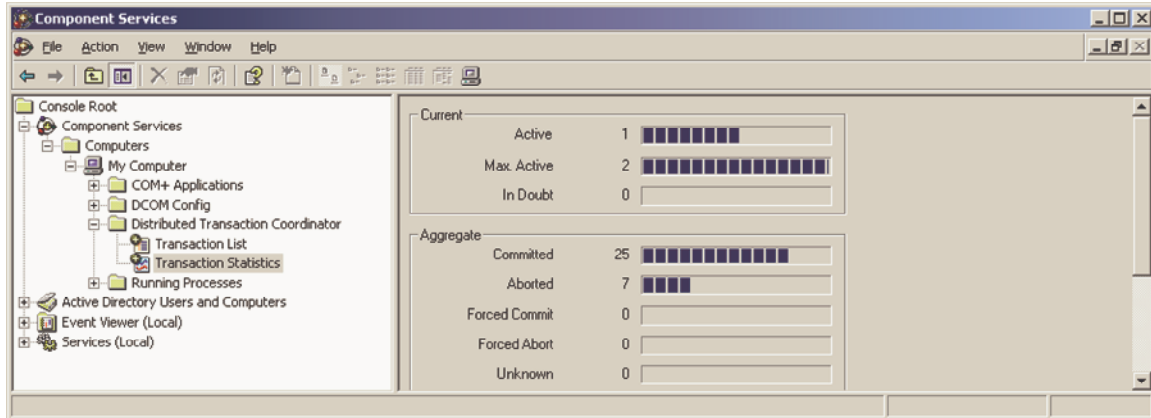 Component Services
File Action View Window Help
Console Root
Component Services
Computers
My Computer
COM+ Applications
DCOM Config
Distributed Transaction Coordinator
Transaction List
Transaction Statistics
Running Processes
Active Directory Users and Computers
Event Viewer (Local)
Services (Local)
Current
Active 1
Max. Active 2
In Doubt 0
Aggregate
Committed 25
Aborted 7
Forced Commit 0
Forced Abort 0
Unknown 0